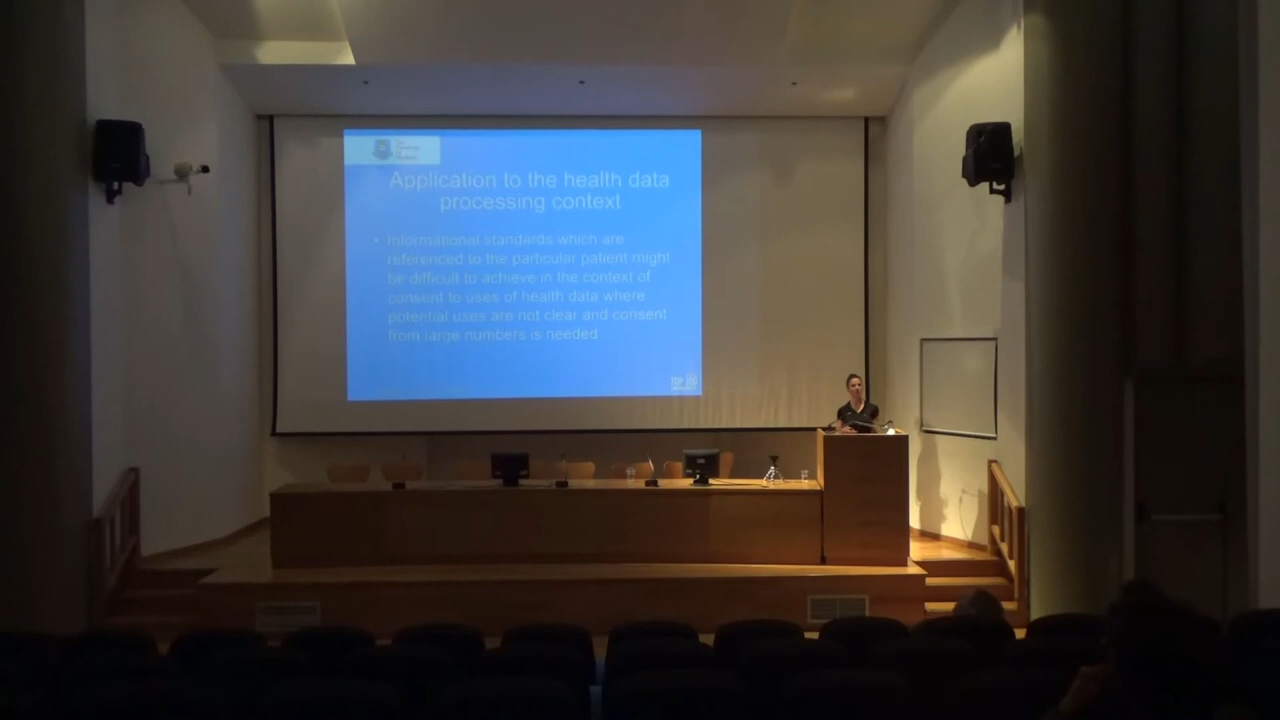 Application to the health data
processing context
• Informational standards which are
referenced to the particular patient might
be difficult to achieve in the context of
consent to uses of health data where
potential uses are not clear and consent
from large numbers is needed